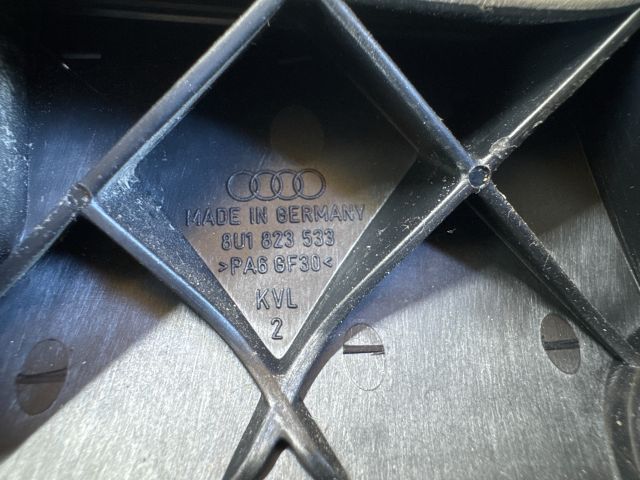 MADE IN GERMANY
8U1 823 533
>PA6 GF30<
KVL
2